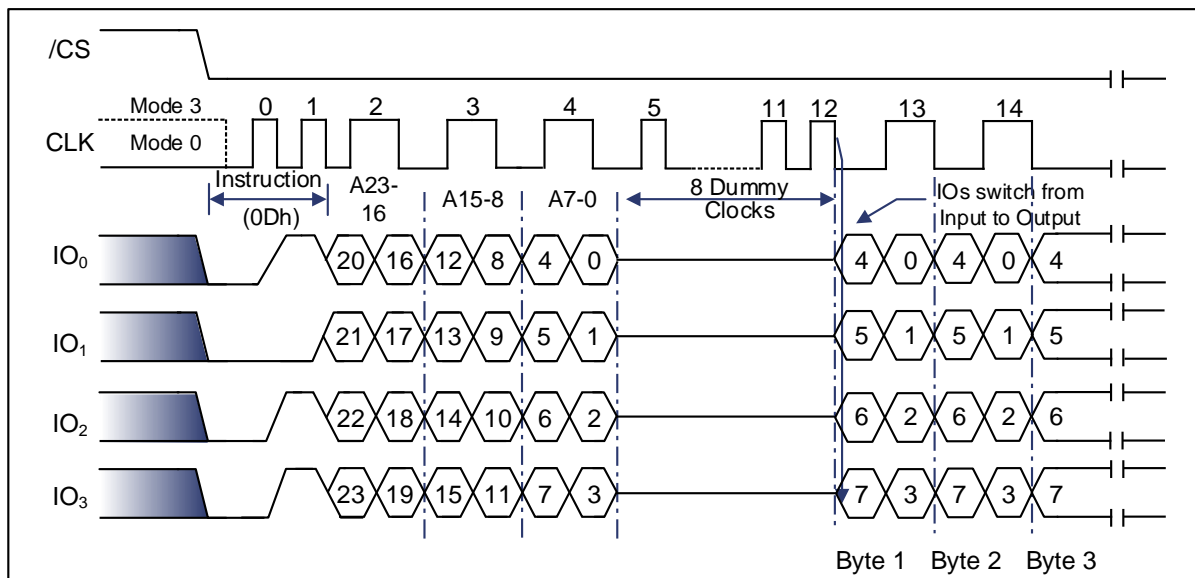 /CS
Mode 3 0 1 2 3 4 5 11 12 13 14
CLK Mode 0
Instruction A23- A15-8 A7-0 8 Dummy IOs switch from
(0Dh) 16 Clocks Input to Output
IO0 20 16 12 8 4 0 4 0 4 0 4
IO1 21 17 13 9 5 1 5 1 5 1 5
IO2 22 18 14 10 6 2 6 2 6 2 6
IO3 23 19 15 11 7 3 7 3 7 3 7
Byte 1 Byte 2 Byte 3